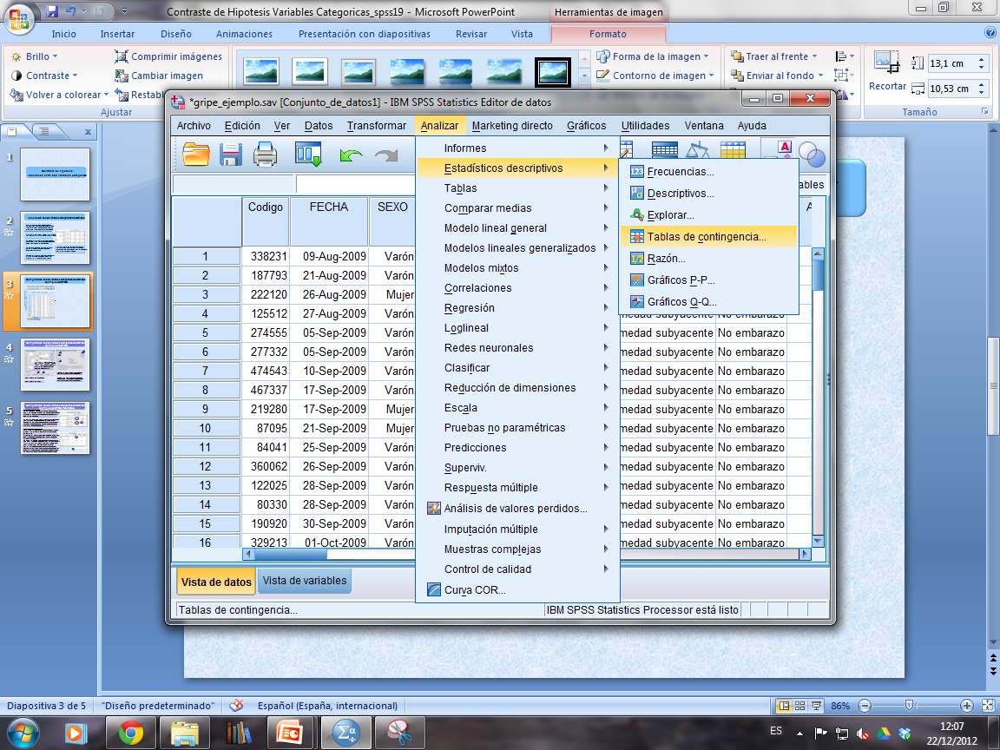 Contraste de Hipotesis Variables Categoricas_spss19 - Microsoft PowerPoint
Herramientas de imagen
Inicio Insertar Diseño Animaciones Presentación con diapositivas Revisar Vista Formato
Brillo
Contraste
Volver a colorear
Comprimir imágenes
Cambiar imagen
Ajustar
Forma de la imagen
Contorno de imagen
Traer al frente
Enviar al fondo
Recortar
13,1 cm
10,53 cm
Tamaño
1
2
3
4
5
*gripe_ejemplo.sav [Conjunto_de_datos1] - IBM SPSS Statistics Editor de datos
Archivo Edición Ver Datos Transformar Analizar Marketing directo Gráficos Utilidades Ventana Ayuda
Informes
Estadísticos descriptivos
Tablas
Comparar medias
Modelo lineal general
Modelos lineales generalizados
Modelos mixtos
Correlaciones
Regresión
Loglineal
Redes neuronales
Clasificar
Reducción de dimensiones
Escala
Pruebas no paramétricas
Predicciones
Superviv.
Respuesta múltiple
Análisis de valores perdidos...
Imputación múltiple
Muestras complejas
Control de calidad
Curva COR...
Frecuencias...
Descriptivos...
Explorar...
Tablas de contingencia...
Razón...
Gráficos P-P...
Gráficos Q-Q...
Codigo FECHA SEXO
1 338231 09-Aug-2009 Varón
2 187793 21-Aug-2009 Varón
3 222120 26-Aug-2009 Mujer
4 125512 27-Aug-2009 Varón
5 274555 05-Sep-2009 Varón medad subyacente No embarazo
6 277332 05-Sep-2009 Varón medad subyacente No embarazo
7 474543 10-Sep-2009 Varón medad subyacente No embarazo
8 467337 17-Sep-2009 Varón medad subyacente No embarazo
9 219280 17-Sep-2009 Mujer medad subyacente No embarazo
10 87095 21-Sep-2009 Mujer medad subyacente No embarazo
11 84041 25-Sep-2009 Varón medad subyacente No embarazo
12 360062 26-Sep-2009 Varón medad subyacente No embarazo
13 122025 28-Sep-2009 Varón medad subyacente No embarazo
14 80330 28-Sep-2009 Varón medad subyacente No embarazo
15 190920 30-Sep-2009 Varón medad subyacente No embarazo
16 329213 01-Oct-2009 Varón medad subyacente No embarazo
Vista de datos Vista de variables
Tablas de contingencia... IBM SPSS Statistics Processor está listo
Diapositiva 3 de 5 "Diseño predeterminado" Español (España, internacional) 86%
ES
12:07
22/12/2012